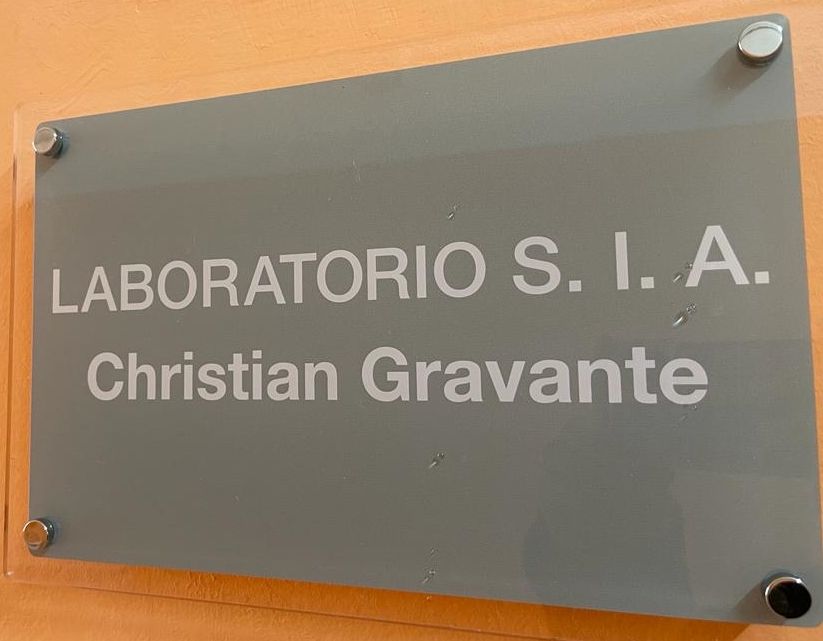 LABORATORIO S. I. A.
Christian Gravante